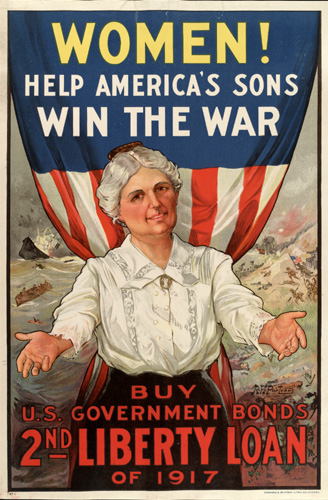 WOMEN!
HELP AMERICA'S SONS
WIN THE WAR
BUY
U.S. GOVERNMENT BONDS
2ND LIBERTY LOAN
OF 1917